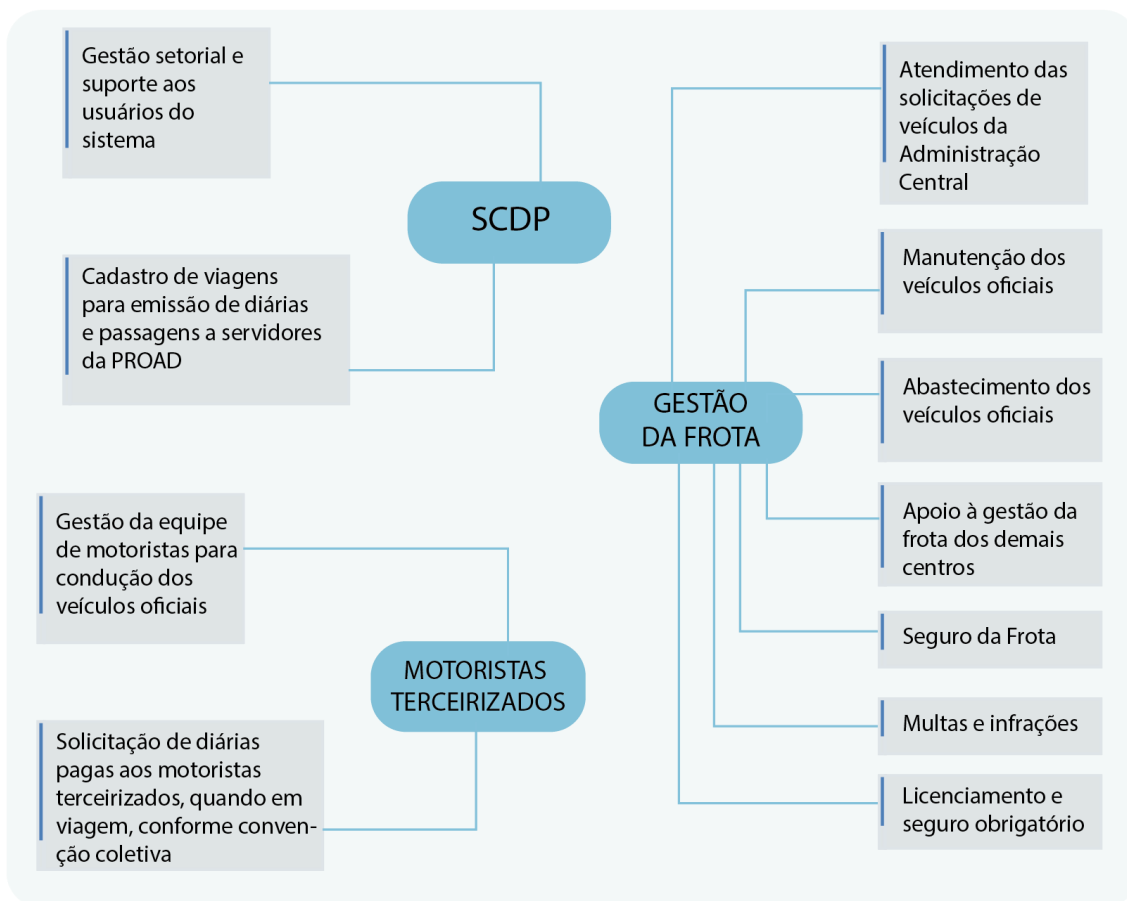 Gestão setorial e
suporte aos
usuários do
sistema
SCDP
Cadastro de viagens
para emissão de diárias
e passagens a servidores
da PROAD
Gestão da equipe
de motoristas para
condução dos
veículos oficiais
MOTORISTAS
TERCEIRIZADOS
Solicitação de diárias
pagas aos motoristas
terceirizados, quando em
viagem, conforme conven-
ção coletiva
GESTÃO
DA FROTA
Atendimento das
solicitações de
veículos da
Administração
Central
Manutenção dos
veículos oficiais
Abastecimento dos
veículos oficiais
Apoio à gestão da
frota dos demais
centros
Seguro da Frota
Multas e infrações
Licenciamento e
seguro obrigatório